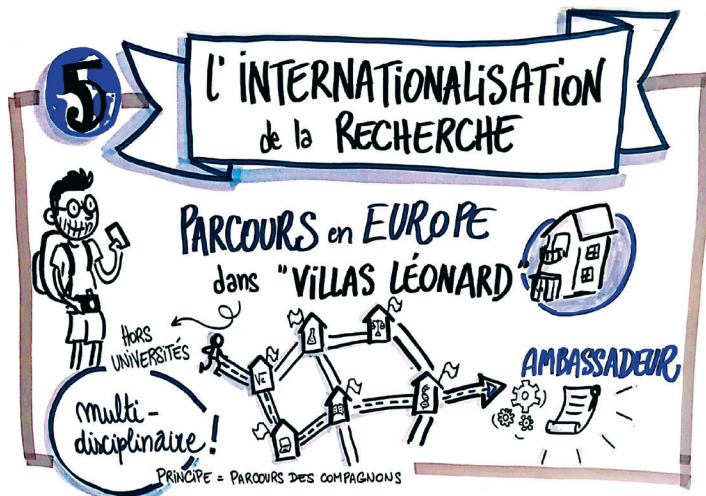 5
L'INTERNATIONALISATION
de la RECHERCHE
PARCOURS en EUROPE
dans "VILLAS LÉONARD"
HORS
UNIVERSITÉS
AMBASSADEUR
multi-
disciplinaire !
PRINCIPE = PARCOURS DES COMPAGNONS